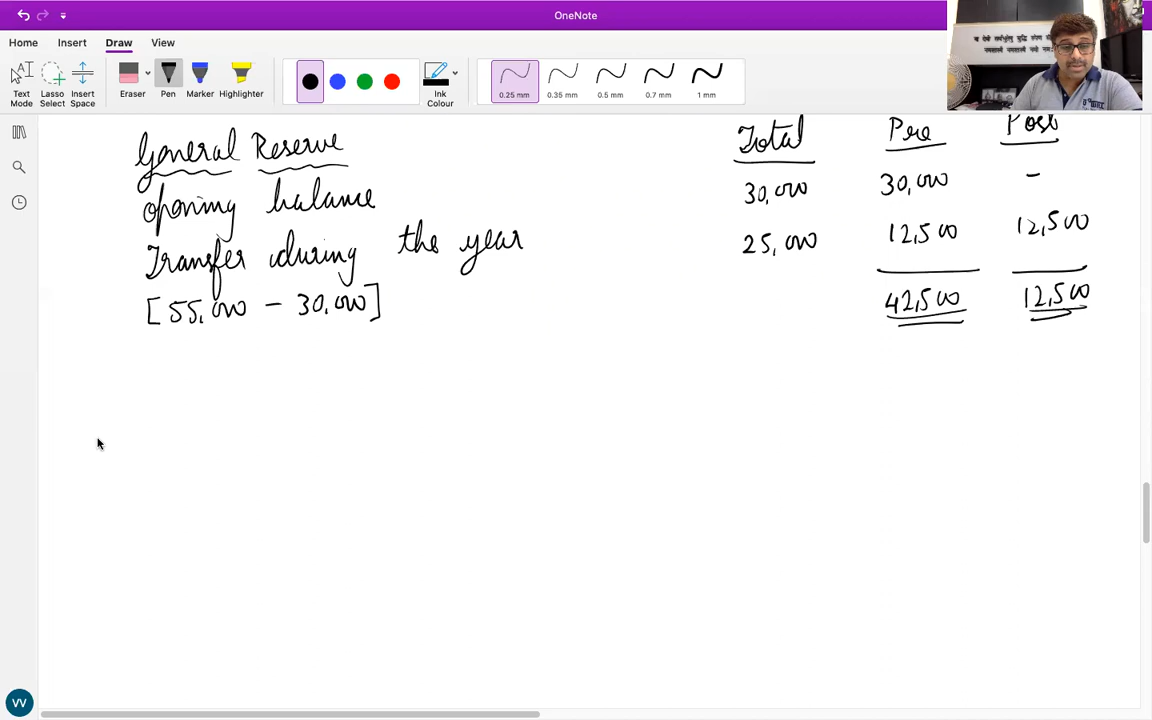 OneNote
Home Insert Draw View
Text Mode
Lasso Select
Insert Space
Eraser
Pen
Marker
Highlighter
Ink Colour
0.25 mm 0.35 mm 0.5 mm 0.7 mm 1 mm
General Reserve Total Pre Post
opening balance 30,000 30,000 -
Transfer during the year 25,000 12,500 12,500
[55,000 - 30,000] 42,500 12,500
VV